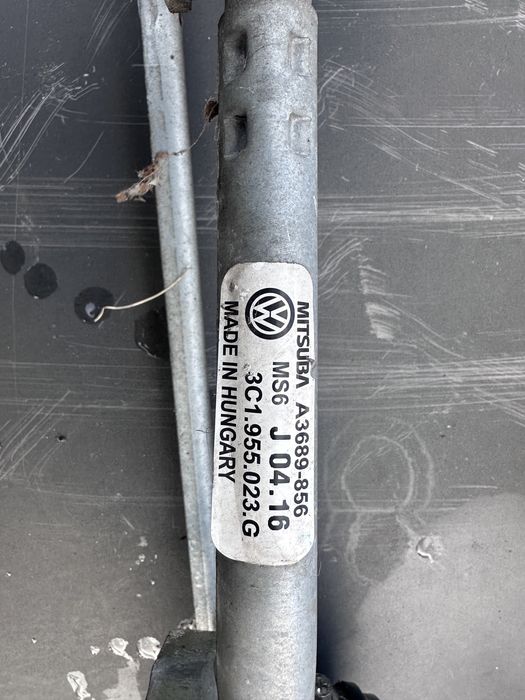 MITSUBA A3689-856
MS6 J 04.16
3C1.955.023.G
MADE IN HUNGARY